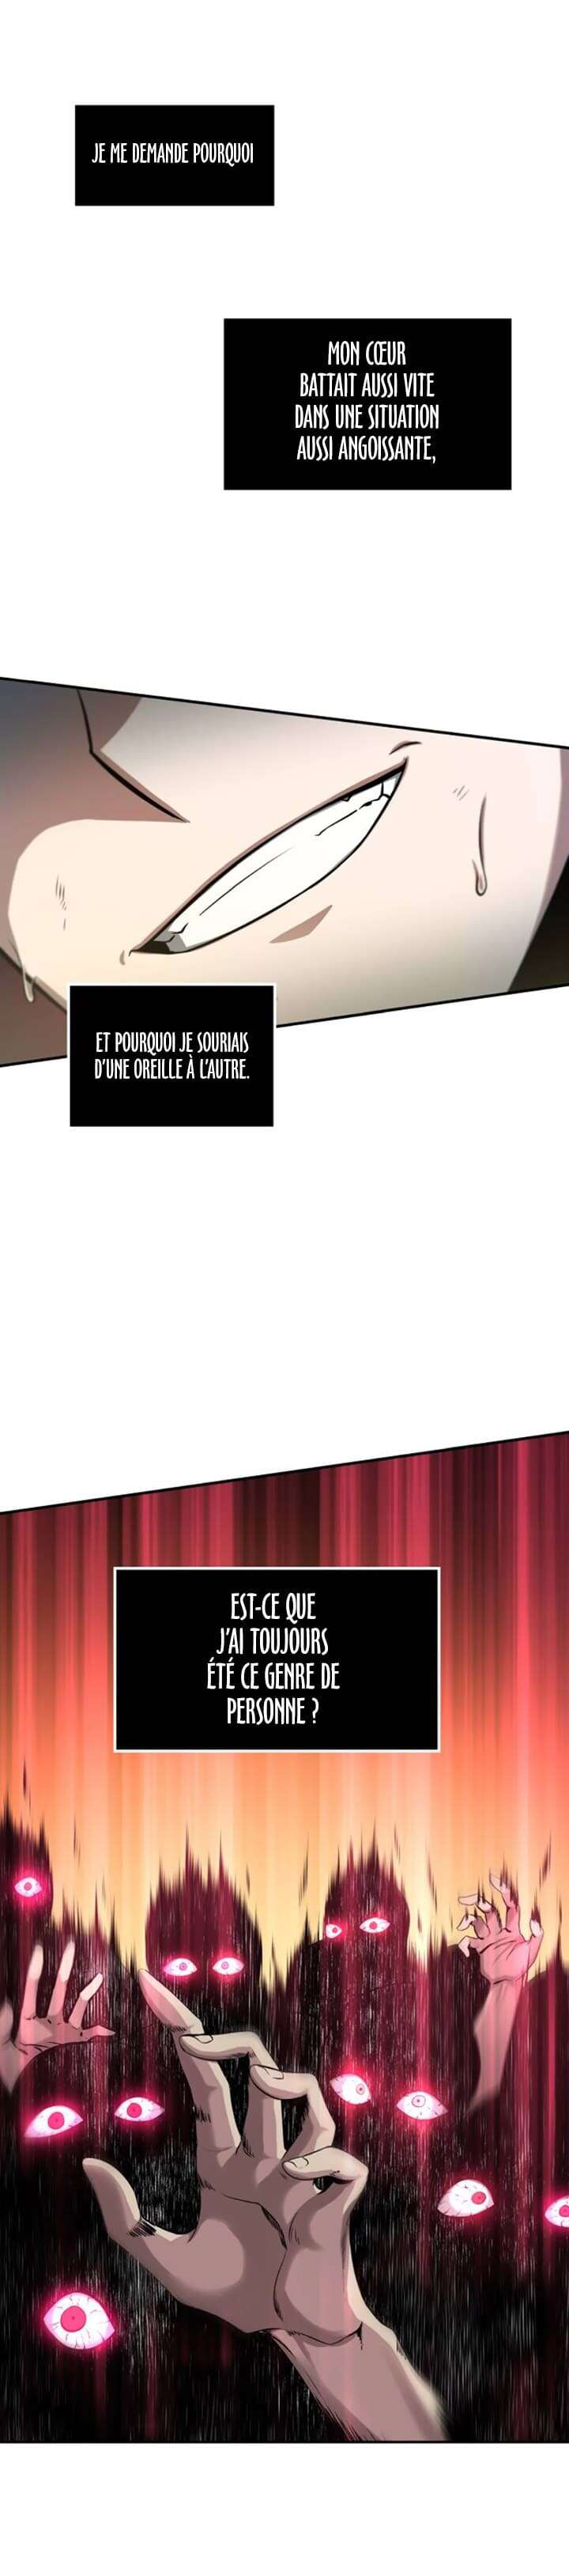 JE ME DEMANDE POURQUOI
MON CŒUR
BATTAIT AUSSI VITE
DANS UNE SITUATION
AUSSI ANGOISSANTE,
ET POURQUOI JE SOURIAIS
D'UNE OREILLE À L'AUTRE.
EST-CE QUE
J'AI TOUJOURS
ÉTÉ CE GENRE DE
PERSONNE ?